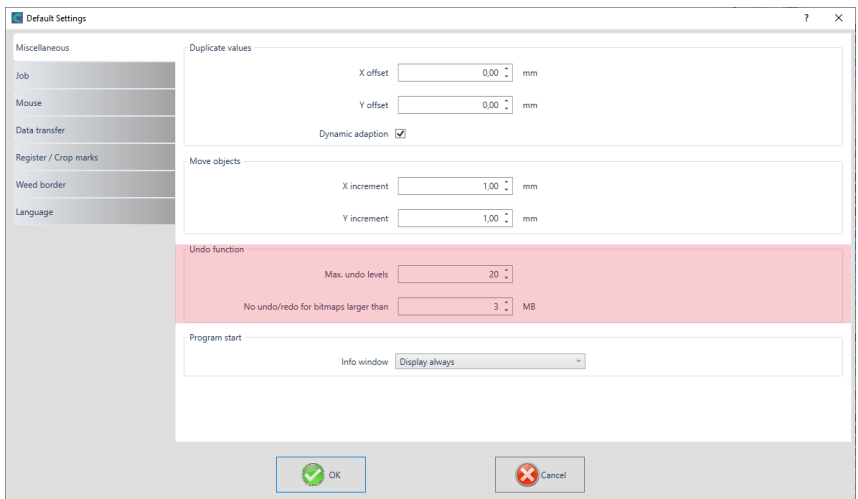 Default Settings
?
Miscellaneous
Job
Mouse
Data transfer
Register / Crop marks
Weed border
Language
Duplicate values
X offset 0,00 mm
Y offset 0,00 mm
Dynamic adaption
Move objects
X increment 1,00 mm
Y increment 1,00 mm
Undo function
Max. undo levels 20
No undo/redo for bitmaps larger than 3 MB
Program start
Info window Display always
OK Cancel